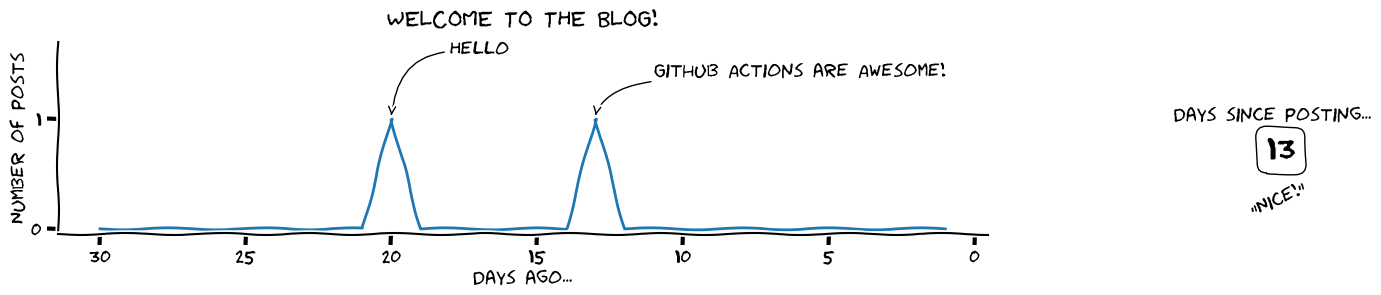 WELCOME TO THE BLOG!
HELLO
GITHUB ACTIONS ARE AWESOME!
NUMBER OF POSTS
1
0
30 25 20 15 10 5 0
DAYS AGO...
DAYS SINCE POSTING...
13
"NICE!"